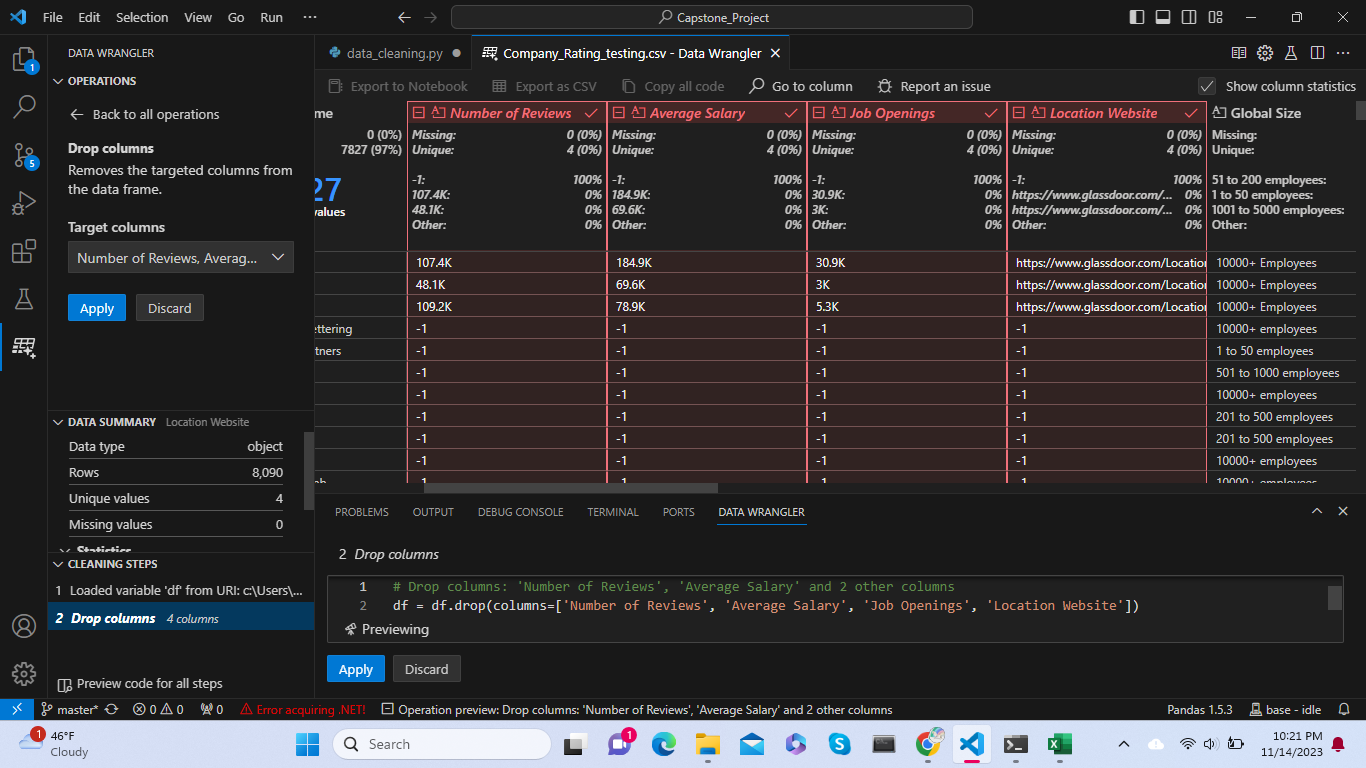 File Edit Selection View Go Run ··· Capstone_Project
DATA WRANGLER
data_cleaning.py
Company_Rating_testing.csv - Data Wrangler
OPERATIONS
Back to all operations
Drop columns
Removes the targeted columns from
the data frame.
Target columns
Number of Reviews, Averag...
Apply Discard
Export to Notebook Export as CSV Copy all code Go to column Report an issue Show column statistics
me Number of Reviews Average Salary Job Openings Location Website Global Size
0 (0%) Missing: 0 (0%) Missing: 0 (0%) Missing: 0 (0%) Missing: 0 (0%) Missing:
7827 (97%) Unique: 4 (0%) Unique: 4 (0%) Unique: 4 (0%) Unique: 4 (0%) Unique:
27
values
-1: 100% -1: 100% -1: 100% -1: 100% 51 to 200 employees:
107.4K: 0% 184.9K: 0% 30.9K: 0% https://www.glassdoor.com/... 0% 1 to 50 employees:
48.1K: 0% 69.6K: 0% 3K: 0% https://www.glassdoor.com/... 0% 1001 to 5000 employees:
Other: 0% Other: 0% Other: 0% Other: 0% Other:
107.4K 184.9K 30.9K https://www.glassdoor.com/Location 10000+ Employees
48.1K 69.6K 3K https://www.glassdoor.com/Location 10000+ Employees
109.2K 78.9K 5.3K https://www.glassdoor.com/Location 10000+ Employees
ettering -1 -1 -1 -1 10000+ employees
tners -1 -1 -1 -1 1 to 50 employees
-1 -1 -1 -1 501 to 1000 employees
-1 -1 -1 -1 10000+ employees
-1 -1 -1 -1 201 to 500 employees
-1 -1 -1 -1 201 to 500 employees
-1 -1 -1 -1 10000+ employees
-1 -1 -1 -1 10000+ employees
DATA SUMMARY Location Website
Data type object
Rows 8,090
Unique values 4
Missing values 0
Statistics
CLEANING STEPS
1 Loaded variable 'df' from URI: c:\Users\...
2 Drop columns 4 columns
Preview code for all steps
PROBLEMS OUTPUT DEBUG CONSOLE TERMINAL PORTS DATA WRANGLER
2 Drop columns
1 # Drop columns: 'Number of Reviews', 'Average Salary' and 2 other columns
2 df = df.drop(columns=['Number of Reviews', 'Average Salary', 'Job Openings', 'Location Website'])
Previewing
Apply Discard
master* 0 0 0 Error acquiring .NET! Operation preview: Drop columns: 'Number of Reviews', 'Average Salary' and 2 other columns Pandas 1.5.3 base - idle
1
5
1
46°F
Cloudy
Search
1
10:21 PM
11/14/2023